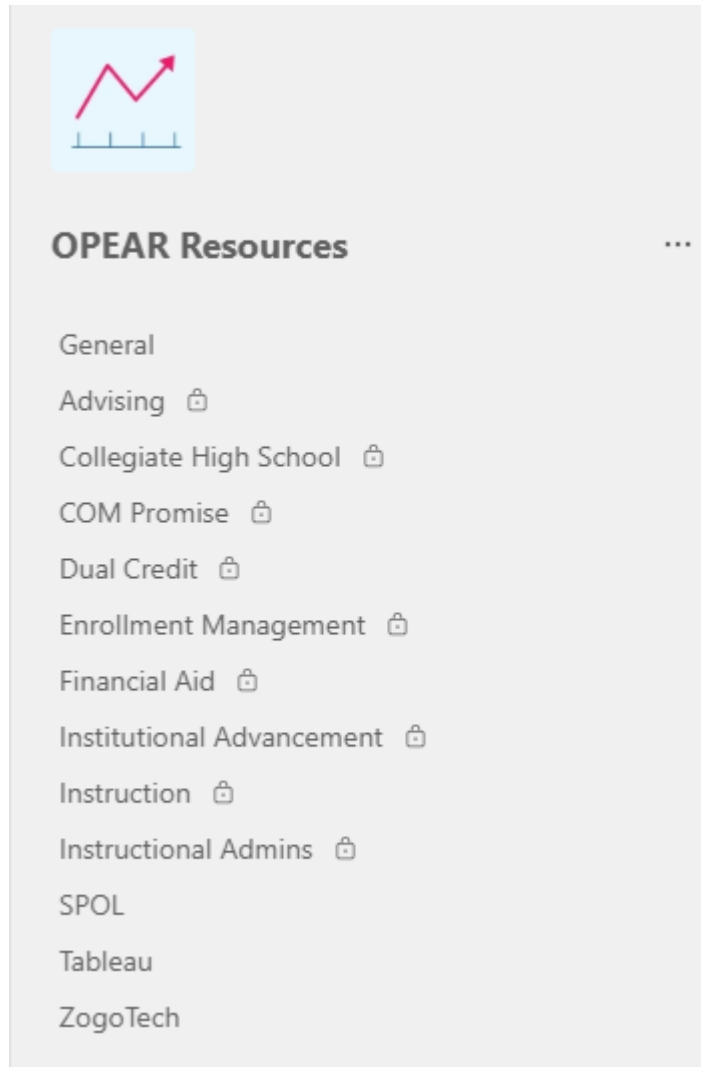 OPEAR Resources
General
Advising
Collegiate High School
COM Promise
Dual Credit
Enrollment Management
Financial Aid
Institutional Advancement
Instruction
Instructional Admins
SPOL
Tableau
ZogoTech